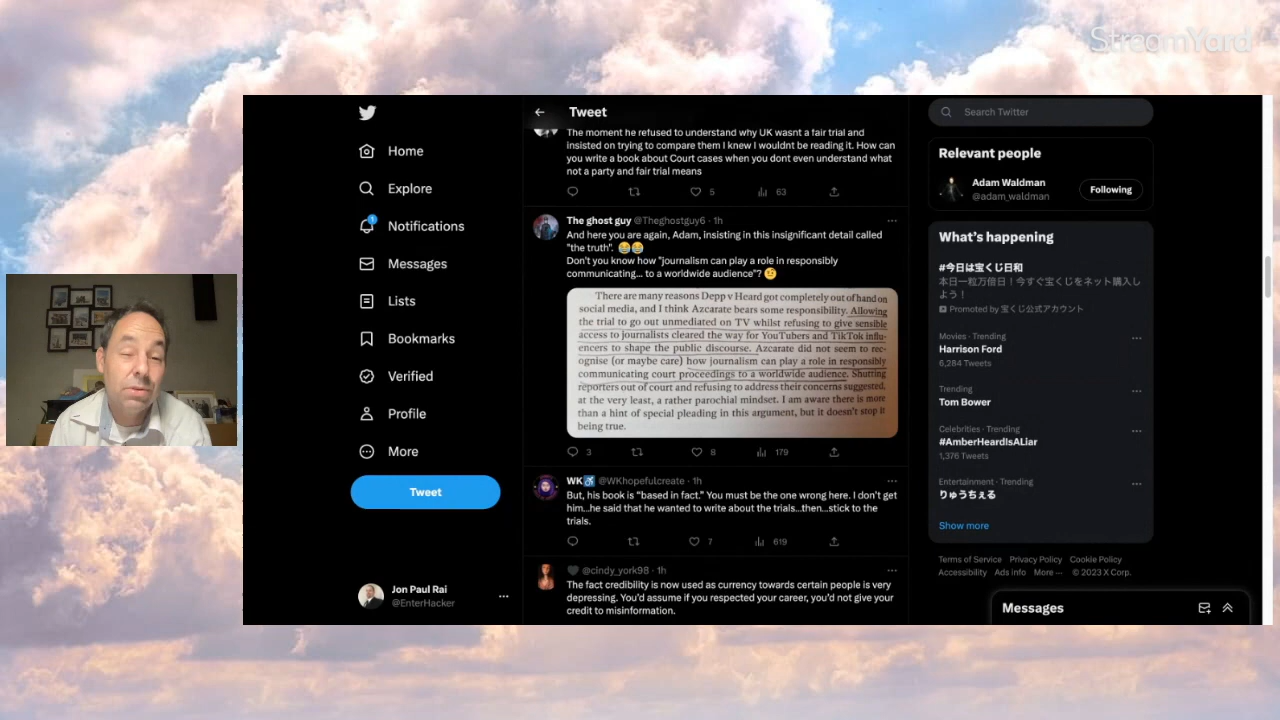 StreamYard
Home
Explore
1
Notifications
Messages
Lists
Bookmarks
Verified
Profile
More
Tweet
Jon Paul Rai
@EnterHacker
Tweet
The moment he refused to understand why UK wasnt a fair trial and
insisted on trying to compare them I knew I wouldnt be reading it. How can
you write a book about Court cases when you dont even understand what
not a party and fair trial means
5
63
The ghost guy @Theghostguy6 · 1h
And here you are again, Adam, insisting in this insignificant detail called
"the truth". 😂😂
Don't you know how "journalism can play a role in responsibly
communicating... to a worldwide audience"? 🤨
There are many reasons Depp v Heard got completely out of hand on
social media, and I think Azcarate bears some responsibility. Allowing
the trial to go out unmediated on TV whilst refusing to give sensible
access to journalists cleared the way for YouTubers and TikTok influ-
encers to shape the public discourse. Azcarate did not seem to rec-
ognise (or maybe care) how journalism can play a role in responsibly
communicating court proceedings to a worldwide audience. Shutting
reporters out of court and refusing to address their concerns suggested,
at the very least, a rather parochial mindset. I am aware there is more
than a hint of special pleading in this argument, but it doesn't stop it
being true.
3
8
179
WK♿ @WKhopefulcreate · 1h
But, his book is “based in fact.” You must be the one wrong here. I don't get
him...he said that he wanted to write about the trials...then...stick to the
trials.
7
619
🖤 @cindy_york98 · 1h
The fact credibility is now used as currency towards certain people is very
depressing. You'd assume if you respected your career, you'd not give your
credit to misinformation.
Search Twitter
Relevant people
Adam Waldman
@adam_waldman
Following
What's happening
#今日は宝くじ日和
本日一粒万倍日！今すぐ宝くじをネット購入し
よう！
Promoted by 宝くじ公式アカウント
Movies · Trending
Harrison Ford
6,284 Tweets
Trending
Tom Bower
Celebrities · Trending
#AmberHeardIsALiar
1,376 Tweets
Entertainment · Trending
りゅうちぇる
Show more
Terms of Service Privacy Policy Cookie Policy
Accessibility Ads info More ··· © 2023 X Corp.
Messages